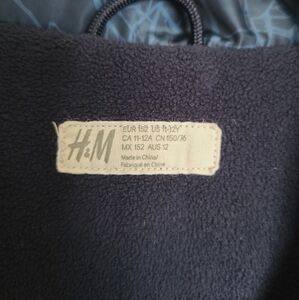 H&M
EUR 152 US 11-12Y
CA 11-12A CN 150/76
MX 152 AUS 12
Made in China/
Fabriqué en Chine